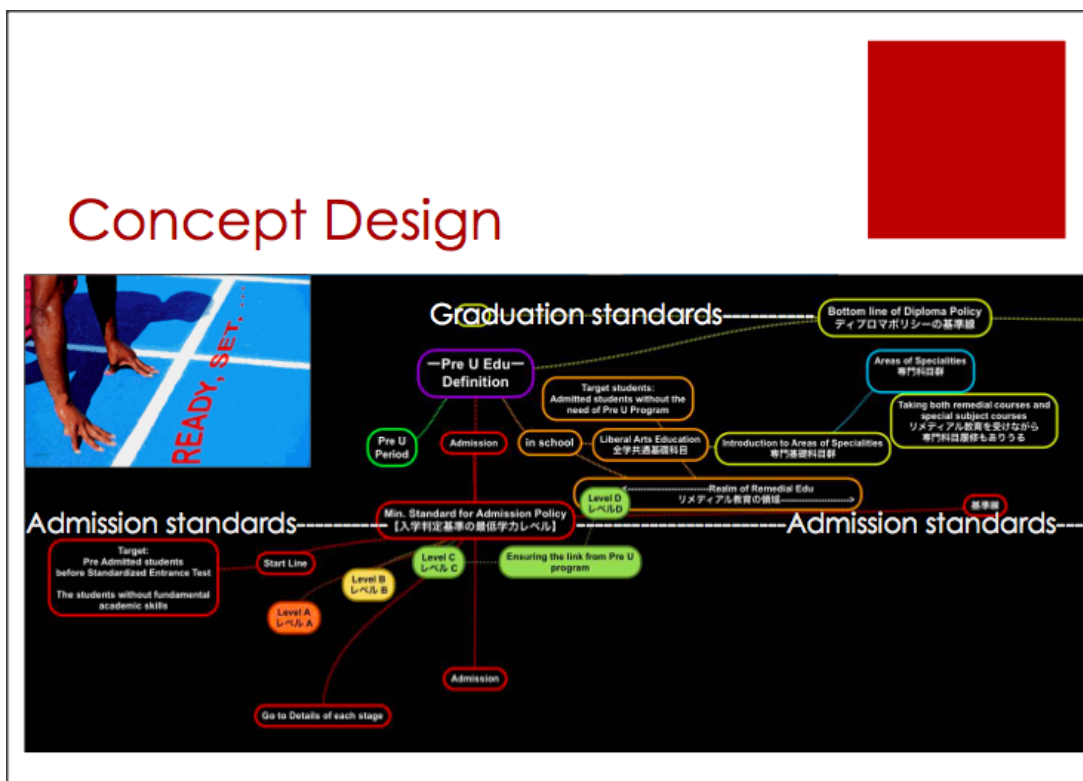 Concept Design
READY, SET, ...
Graduation standards----------
Bottom line of Diploma Policy
ディプロマポリシーの基準線
—Pre U Edu—
Definition
Target students:
Admitted students without the
need of Pre U Program
Areas of Specialities
専門科目群
Taking both remedial courses and
special subject courses
リメディアル教育を受けながら
専門科目履修もありうる
Pre U
Period
Admission
in school
Liberal Arts Education
全学共通基礎科目
Introduction to Areas of Specialities
専門基礎科目群
<----------------------Realm of Remedial Edu
リメディアル教育の領域-------------------->
Level D
レベルD
Min. Standard for Admission Policy
【入学判定基準の最低学力レベル】
基準線
Admission standards----------
Admission standards---
Target:
Pre Admitted students
before Standardized Entrance Test
The students without fundamental
academic skills
Start Line
Level C
レベル C
Ensuring the link from Pre U
program
Level B
レベル B
Level A
レベル A
Admission
Go to Details of each stage